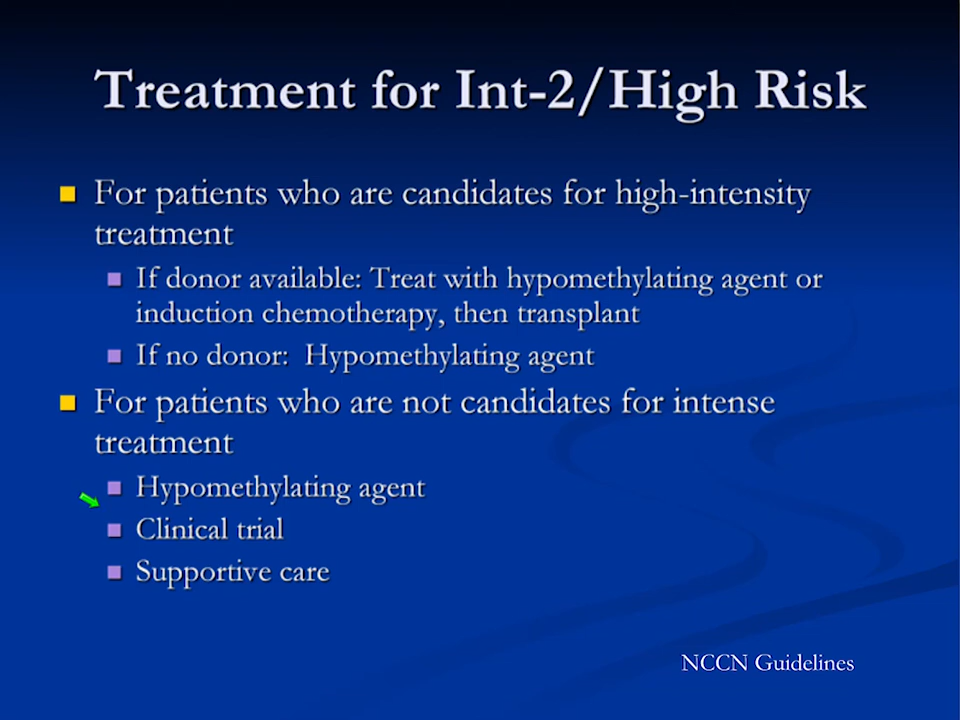 Treatment for Int-2/High Risk
For patients who are candidates for high-intensity
treatment
If donor available: Treat with hypomethylating agent or
induction chemotherapy, then transplant
If no donor:  Hypomethylating agent
For patients who are not candidates for intense
treatment
Hypomethylating agent
Clinical trial
Supportive care
NCCN Guidelines